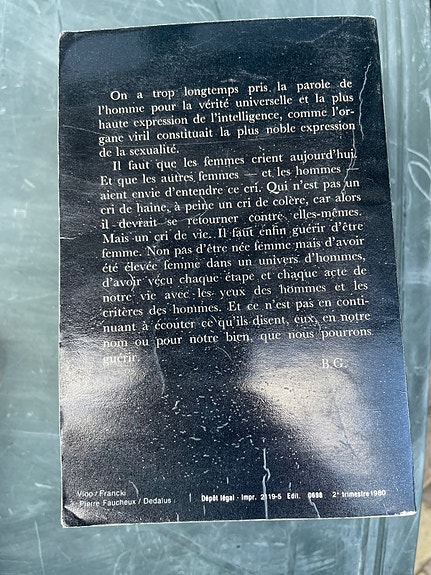 On a trop longtemps pris la parole de
l'homme pour la vérité universelle et la plus
haute expression de l'intelligence, comme l'or-
gane viril constituait la plus noble expression
de la sexualité.
Il faut que les femmes crient aujourd'hui.
Et que les autres femmes — et les hommes —
aient envie d'entendre ce cri. Qui n'est pas un
cri de haine, à peine un cri de colère, car alors
il devrait se retourner contre elles-mêmes.
Mais un cri de vie. Il faut enfin guérir d'être
femme. Non pas d'être née femme mais d'avoir
été élevée femme dans un univers d'hommes,
d'avoir vécu chaque étape et chaque acte de
notre vie avec les yeux des hommes et les
critères des hommes. Et ce n'est pas en conti-
nuant à écouter ce qu'ils disent, eux, en notre
nom ou pour notre bien, que nous pourrons
guérir.
B.G.
Vloo / Francki
Pierre Faucheux / Dedalus
Dépôt légal - Impr. 2119-5 Edit. 0698 2e trimestre 1980